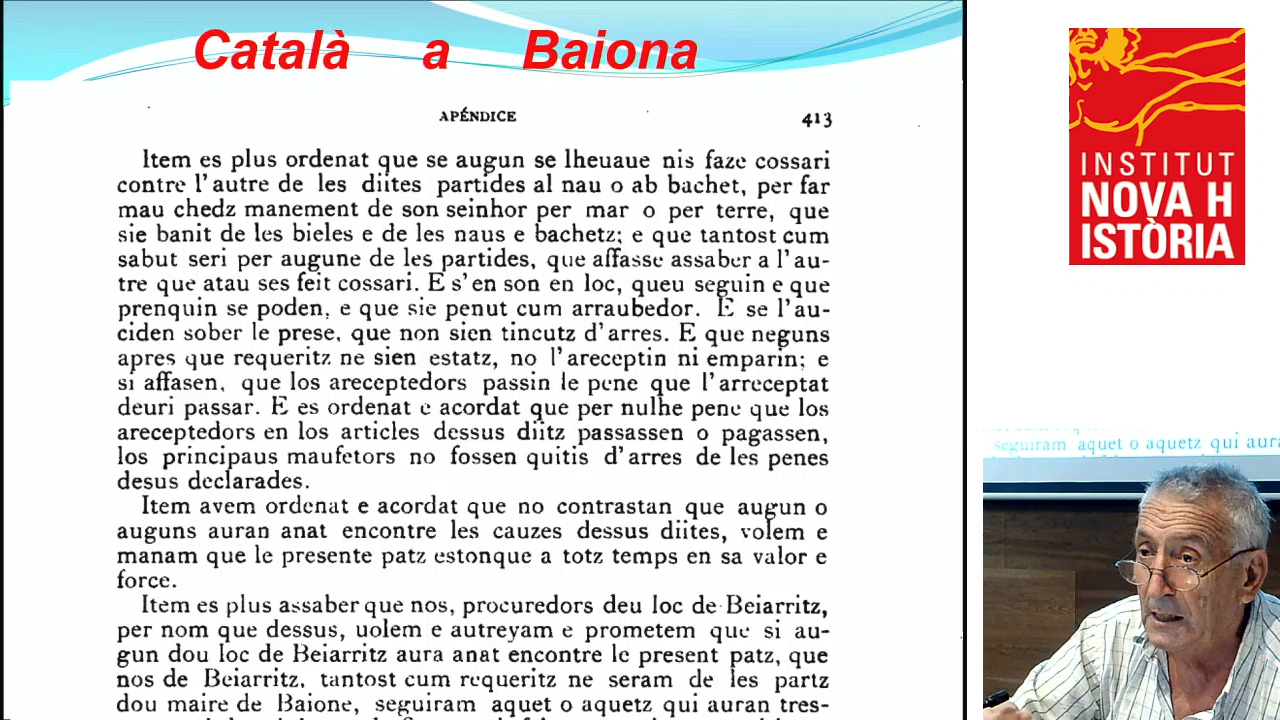 Català a Baiona
APÉNDICE 413
Item es plus ordenat que se augun se lheuaue nis faze cossari
contre l'autre de les diites partides al nau o ab bachet, per far
mau chedz manement de son seinhor per mar o per terre, que
sie banit de les bieles e de les naus e bachetz; e que tantost cum
sabut seri per augune de les partides, que affasse assaber a l'au-
tre que atau ses feit cossari. E s'en son en loc, queu seguin e que
prenquin se poden, e que sie penut cum arraubedor. E se l'au-
ciden sober le prese, que non sien tincutz d'arres. E que neguns
apres que requeritz ne sien estatz, no l'areceptin ni emparin; e
si affasen, que los areceptedors passin le pene que l'arreceptat
deuri passar. E es ordenat e acordat que per nulhe pene que los
areceptedors en los articles dessus diitz passassen o pagassen,
los principaus maufetors no fossen quitis d'arres de les penes
desus declarades.
Item avem ordenat e acordat que no contrastan que augun o
auguns auran anat encontre les cauzes dessus diites, volem e
manam que le presente patz estonque a totz temps en sa valor e
force.
Item es plus assaber que nos, procuredors deu loc de Beiarritz,
per nom que dessus, uolem e autreyam e prometem que si au-
gun dou loc de Beiarritz aura anat encontre le present patz, que
nos de Beiarritz, tantost cum requeritz ne seram de les partz
dou maire de Baione, seguiram aquet o aquetz qui auran tres-
INSTITUT
NOVA H
ISTÒRIA
seguiram aquet o aquetz qui aura